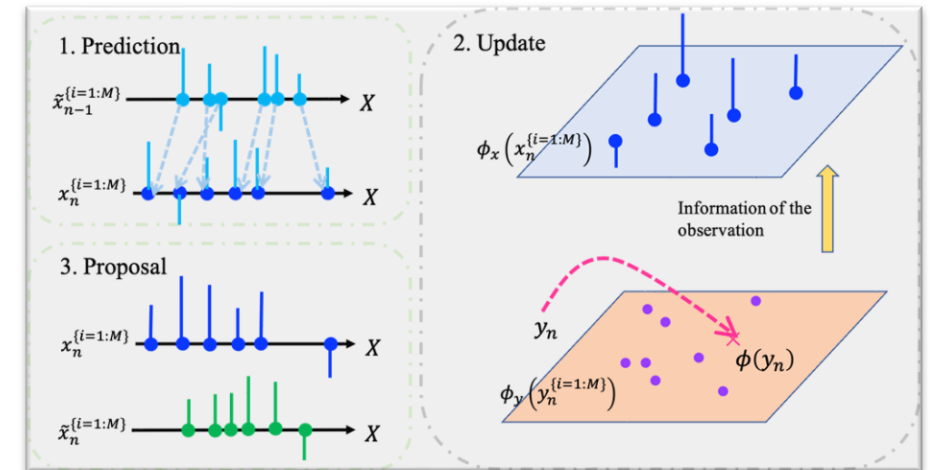 1. Prediction
x̃_{n-1}^{i=1:M} X
x_n^{i=1:M} X
3. Proposal
x_n^{i=1:M} X
x̃_n^{i=1:M} X
2. Update
ϕ_x(x_n^{i=1:M})
Information of the
observation
y_n
ϕ(y_n)
ϕ_y(y_n^{i=1:M})